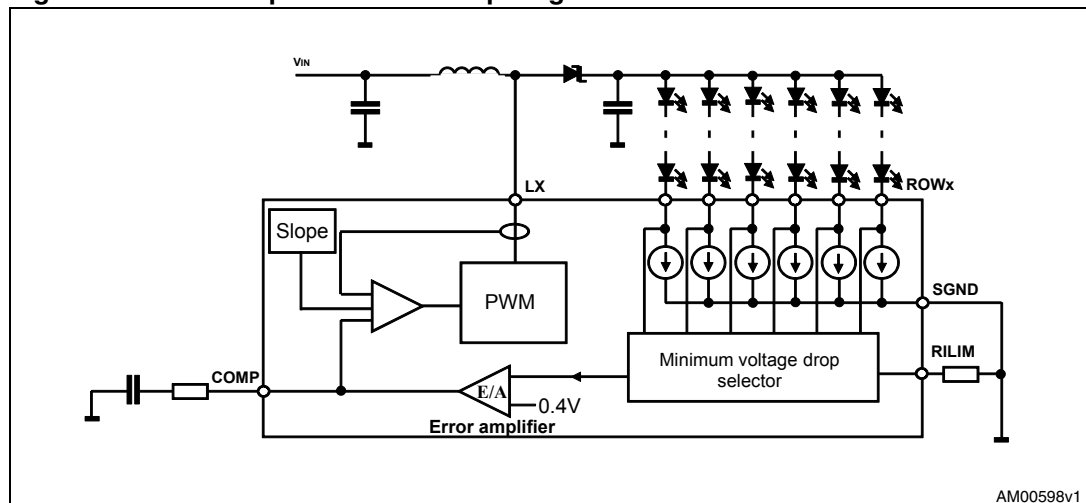 VIN
LX
ROWx
Slope
PWM
SGND
Minimum voltage drop
selector
RILIM
COMP
E/A
0.4V
Error amplifier
AM00598v1